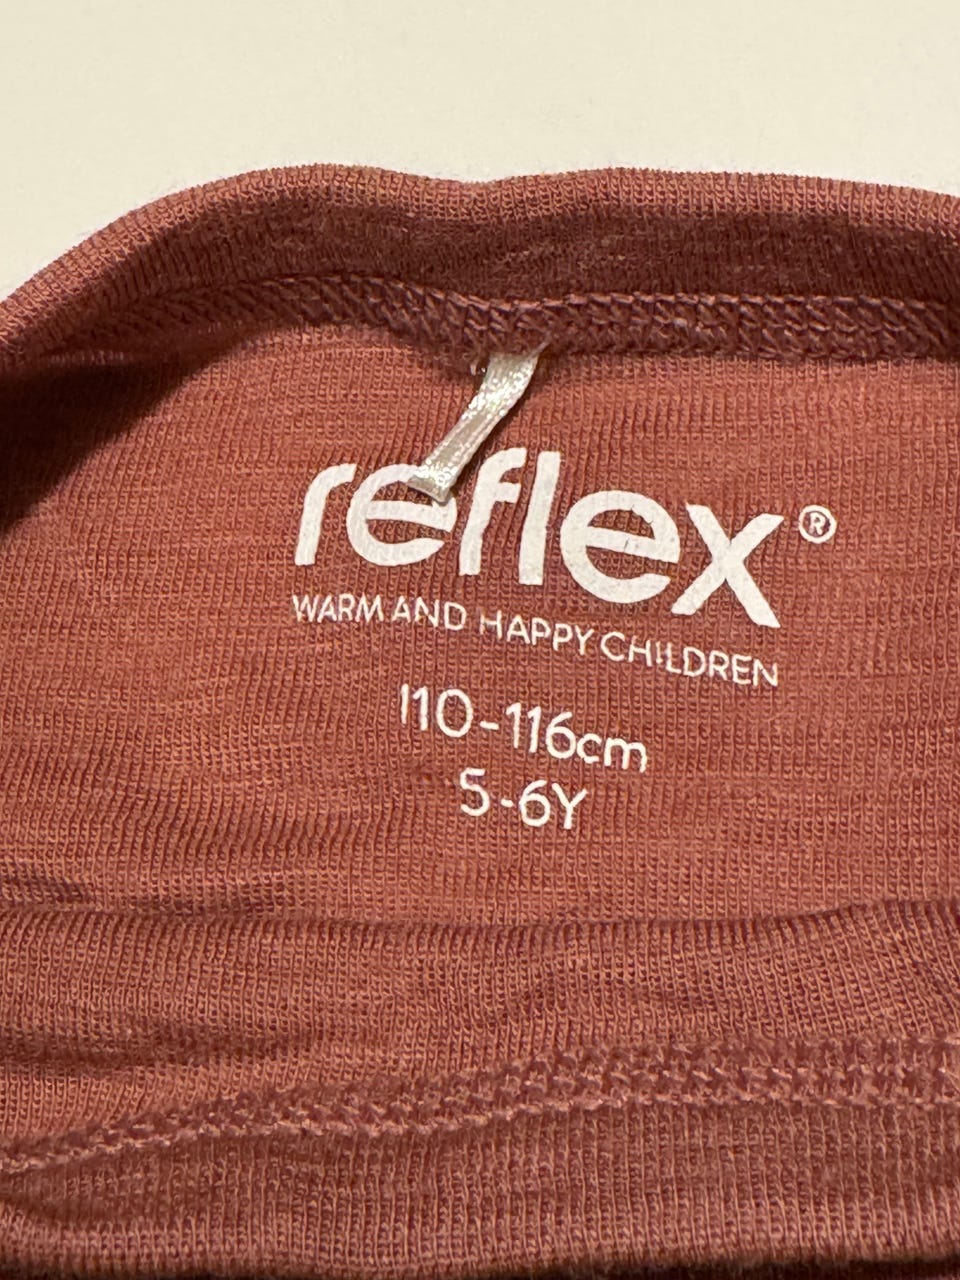 reflex®
WARM AND HAPPY CHILDREN
110-116cm
5-6Y